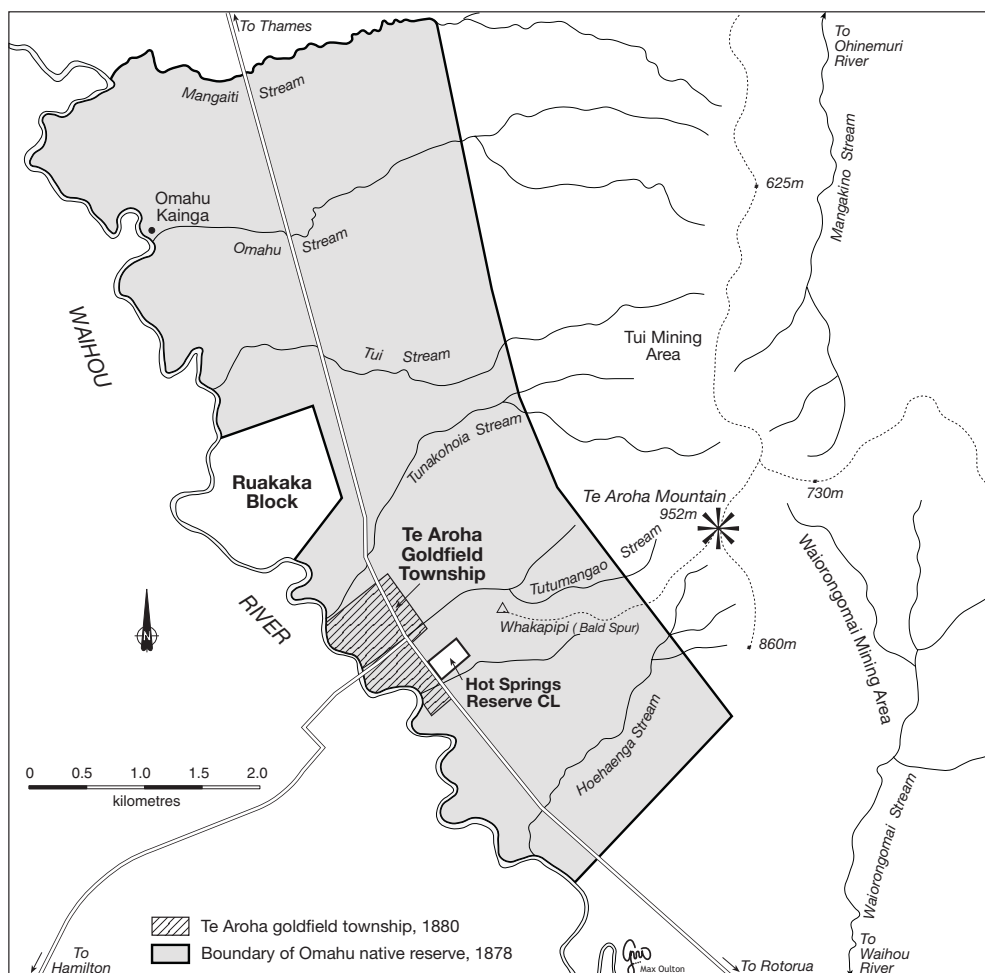 To Thames
To
Ohinemuri
River
Mangaiti Stream
Mangakino Stream
625m
Omahu
Kainga
Omahu Stream
WAIHOU
RIVER
Tui Stream
Tui Mining
Area
Tunakohoia Stream
Ruakaka
Block
Te Aroha Mountain
952m
730m
Te Aroha
Goldfield
Township
Tutumangao Stream
Waiorongomai Mining Area
Whakapipi (Bald Spur)
860m
N
Hot Springs
Reserve CL
Hoehaenga Stream
0 0.5 1.0 1.5 2.0
kilometres
Waiorongomai Stream
Te Aroha goldfield township, 1880
Boundary of Omahu native reserve, 1878
To
Hamilton
Max Oulton
To Rotorua
To
Waihou
River